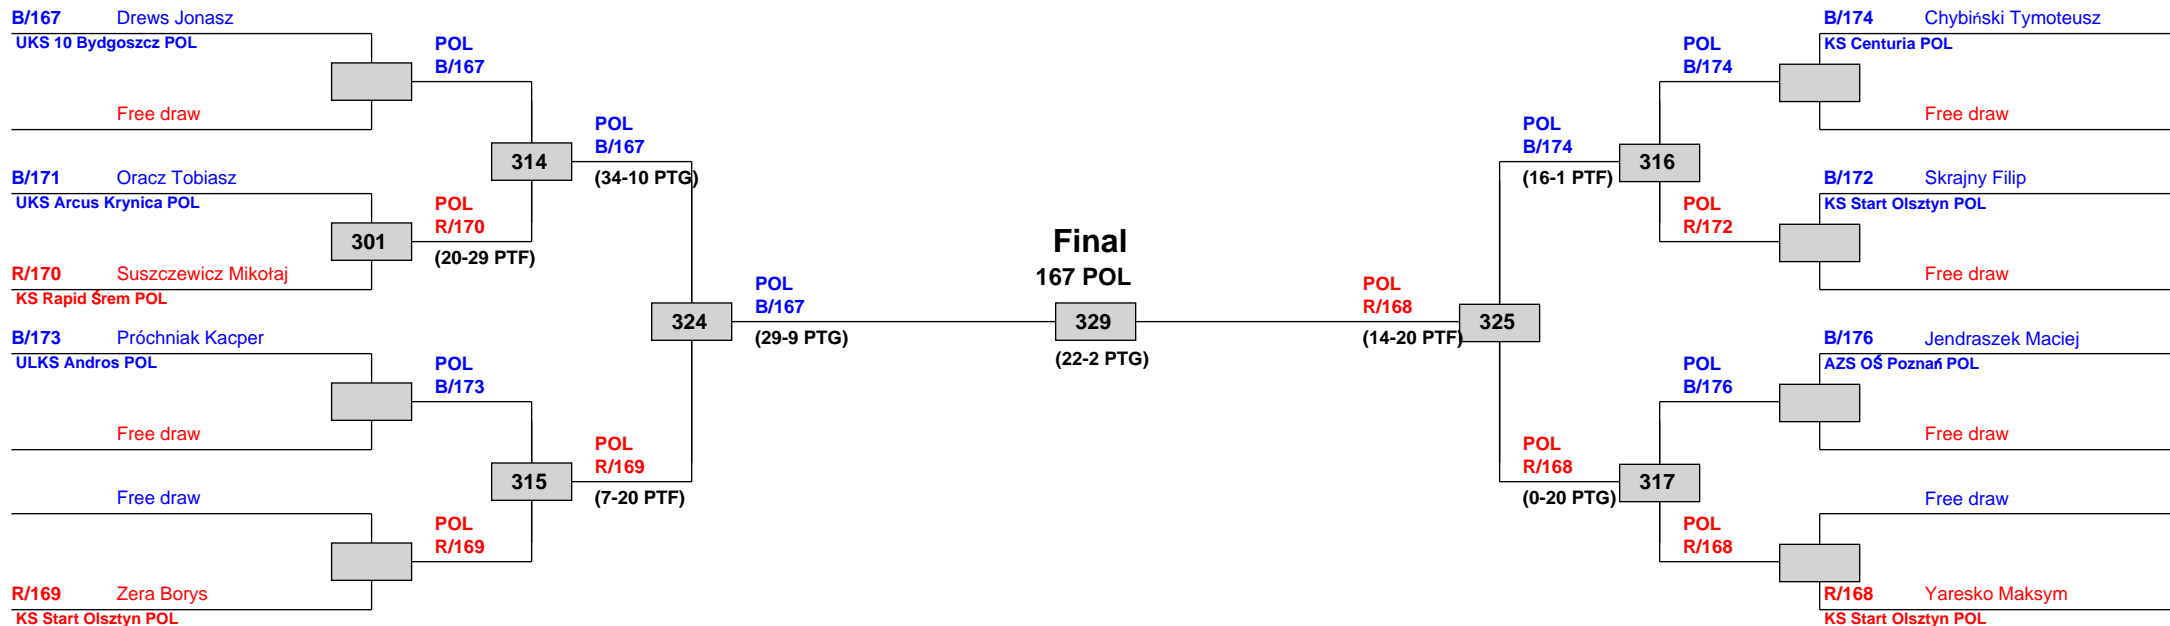 B/167 Drews Jonasz
UKS 10 Bydgoszcz POL
Free draw
B/171 Oracz Tobiasz
UKS Arcus Krynica POL
R/170 Suszczewicz Mikołaj
KS Rapid Śrem POL
B/173 Próchniak Kacper
ULKS Andros POL
Free draw
Free draw
R/169 Zera Borys
KS Start Olsztyn POL
301
POL
B/167
POL
R/170
(20-29 PTF)
POL
B/173
POL
R/169
314
315
POL
B/167
(34-10 PTG)
POL
R/169
(7-20 PTF)
324
POL
B/167
(29-9 PTG)
Final
167 POL
329
(22-2 PTG)
POL
R/168
(14-20 PTF)
325
POL
B/174
(16-1 PTF)
POL
R/168
(0-20 PTG)
316
317
POL
B/174
POL
R/172
POL
B/176
POL
R/168
B/174 Chybiński Tymoteusz
KS Centuria POL
Free draw
B/172 Skrajny Filip
KS Start Olsztyn POL
Free draw
B/176 Jendraszek Maciej
AZS OŚ Poznań POL
Free draw
Free draw
R/168 Yaresko Maksym
KS Start Olsztyn POL